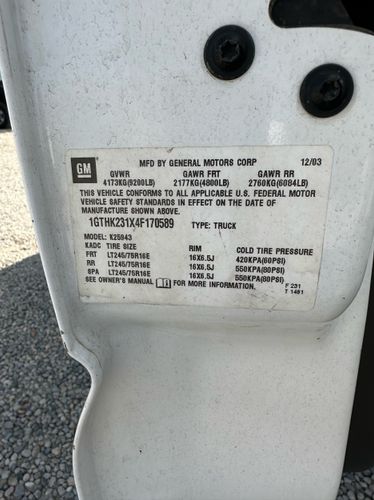 GM
MFD BY GENERAL MOTORS CORP 12/03
GVWR GAWR FRT GAWR RR
4173KG(9200LB) 2177KG(4800LB) 2760KG(6084LB)
THIS VEHICLE CONFORMS TO ALL APPLICABLE U.S. FEDERAL MOTOR
VEHICLE SAFETY STANDARDS IN EFFECT ON THE DATE OF
MANUFACTURE SHOWN ABOVE.
1GTHK231X4F170589 TYPE: TRUCK
MODEL: K25943
KADC TIRE SIZE RIM COLD TIRE PRESSURE
FRT LT245/75R16E 16X6.5J 420KPA(60PSI)
RR LT245/75R16E 16X6.5J 550KPA(80PSI)
SPA LT245/75R16E 16X6.5J 550KPA(80PSI)
SEE OWNER'S MANUAL FOR MORE INFORMATION. F 231
T 1481